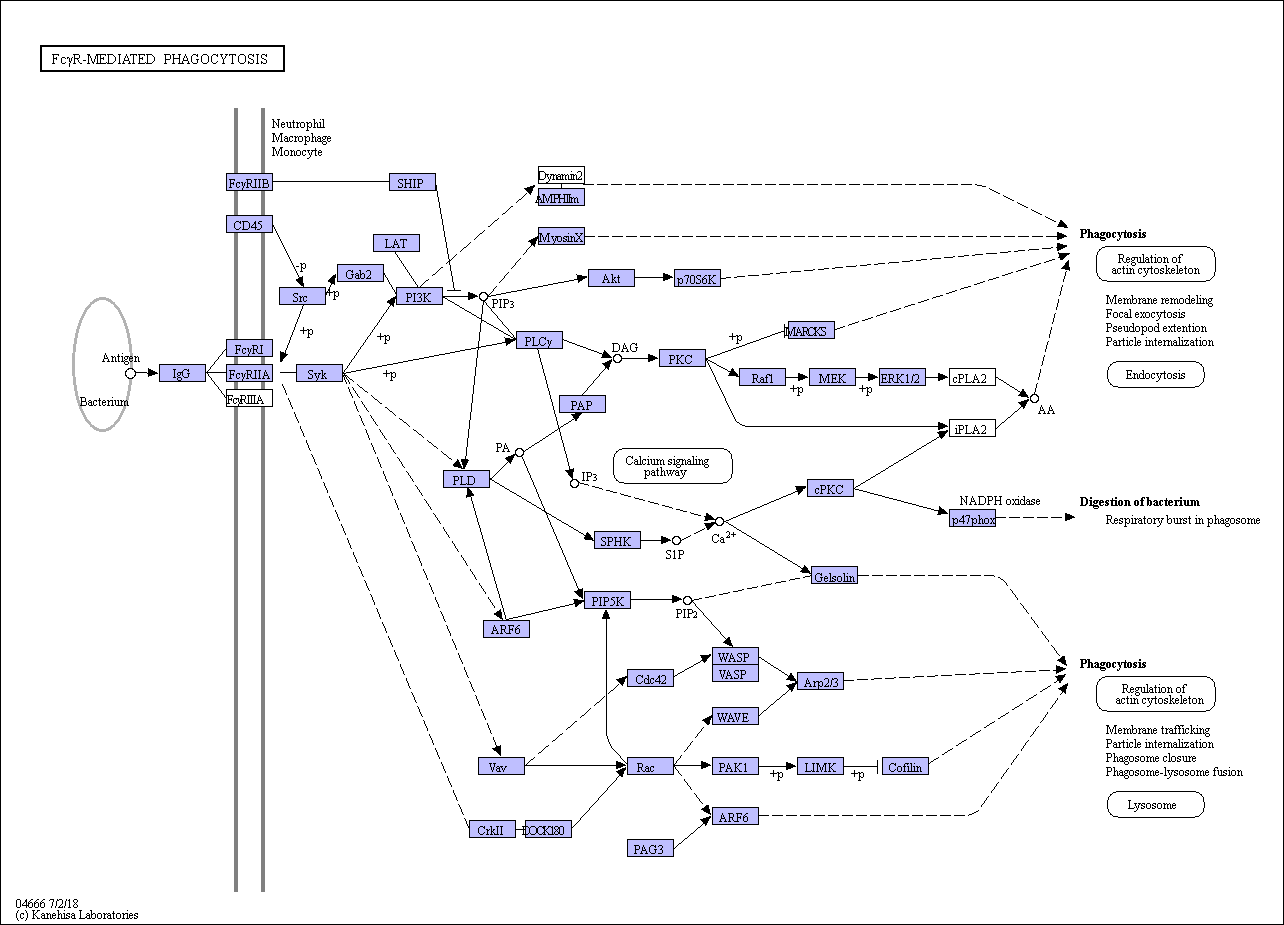 FcγR-MEDIATED PHAGOCYTOSIS
Neutrophil
Macrophage
Monocyte
FcγRIIB
SHIP
Dynamin2
AMPHIIm
CD45
LAT
MyosinX
Phagocytosis
-p
Gab2
Akt
p70S6K
Regulation of
actin cytoskeleton
Src
+p
PI3K
PIP3
Membrane remodeling
Focal exocytosis
Pseudopod extention
Particle internalization
+p
+p
PLCγ
+p
MARCKS
FcγRI
DAG
PKC
Antigen
IgG
FcγRIIA
Syk
+p
Raf1
+p
MEK
+p
ERK1/2
cPLA2
Endocytosis
Bacterium
FcγRIIIA
PAP
AA
iPLA2
PA
Calcium signaling
pathway
PLD
IP3
cPKC
NADPH oxidase
p47phox
Digestion of bacterium
Respiratory burst in phagosome
SPHK
S1P
Ca2+
Gelsolin
PIP5K
PIP2
ARF6
WASP
VASP
Phagocytosis
Cdc42
Arp2/3
Regulation of
actin cytoskeleton
WAVE
Membrane trafficking
Particle internalization
Phagosome closure
Phagosome-lysosome fusion
Vav
Rac
PAK1
+p
LIMK
+p
Cofilin
Lysosome
CrkII
DOCK180
ARF6
PAG3
04666 7/2/18
(c) Kanehisa Laboratories